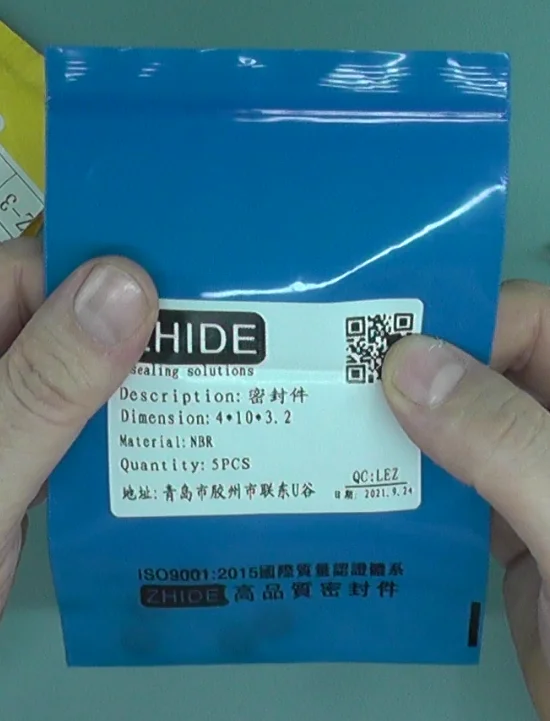 ZHIDE
sealing solutions
Description: 密封件
Dimension: 4*10*3.2
Material: NBR
Quantity: 5PCS
地址: 青岛市胶州市联东U谷
QC:LEZ
日期: 2021.9.24
ISO9001:2015國際質量認證體系
ZHIDE 高品質密封件
Z-3